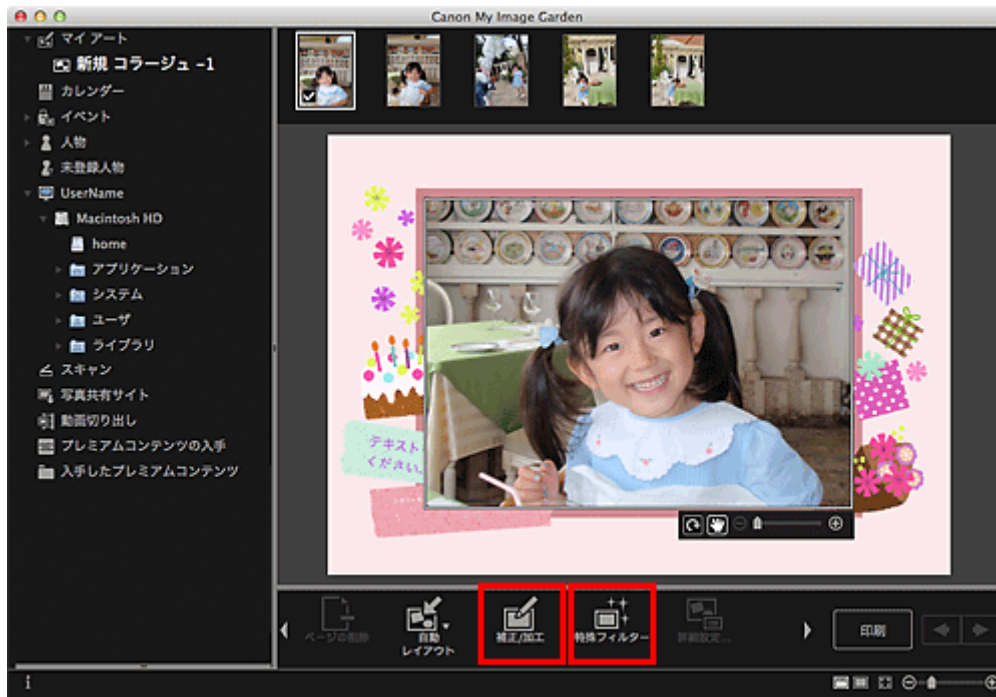 Canon My Image Garden
マイ アート
新規 コラージュ -1
カレンダー
イベント
人物
未登録人物
UserName
Macintosh HD
home
アプリケーション
システム
ユーザ
ライブラリ
スキャン
写真共有サイト
動画切り出し
プレミアムコンテンツの入手
入手したプレミアムコンテンツ
テキスト
ください。
ページの削除
自動
レイアウト
補正/加工
特殊フィルター
詳細設定...
印刷